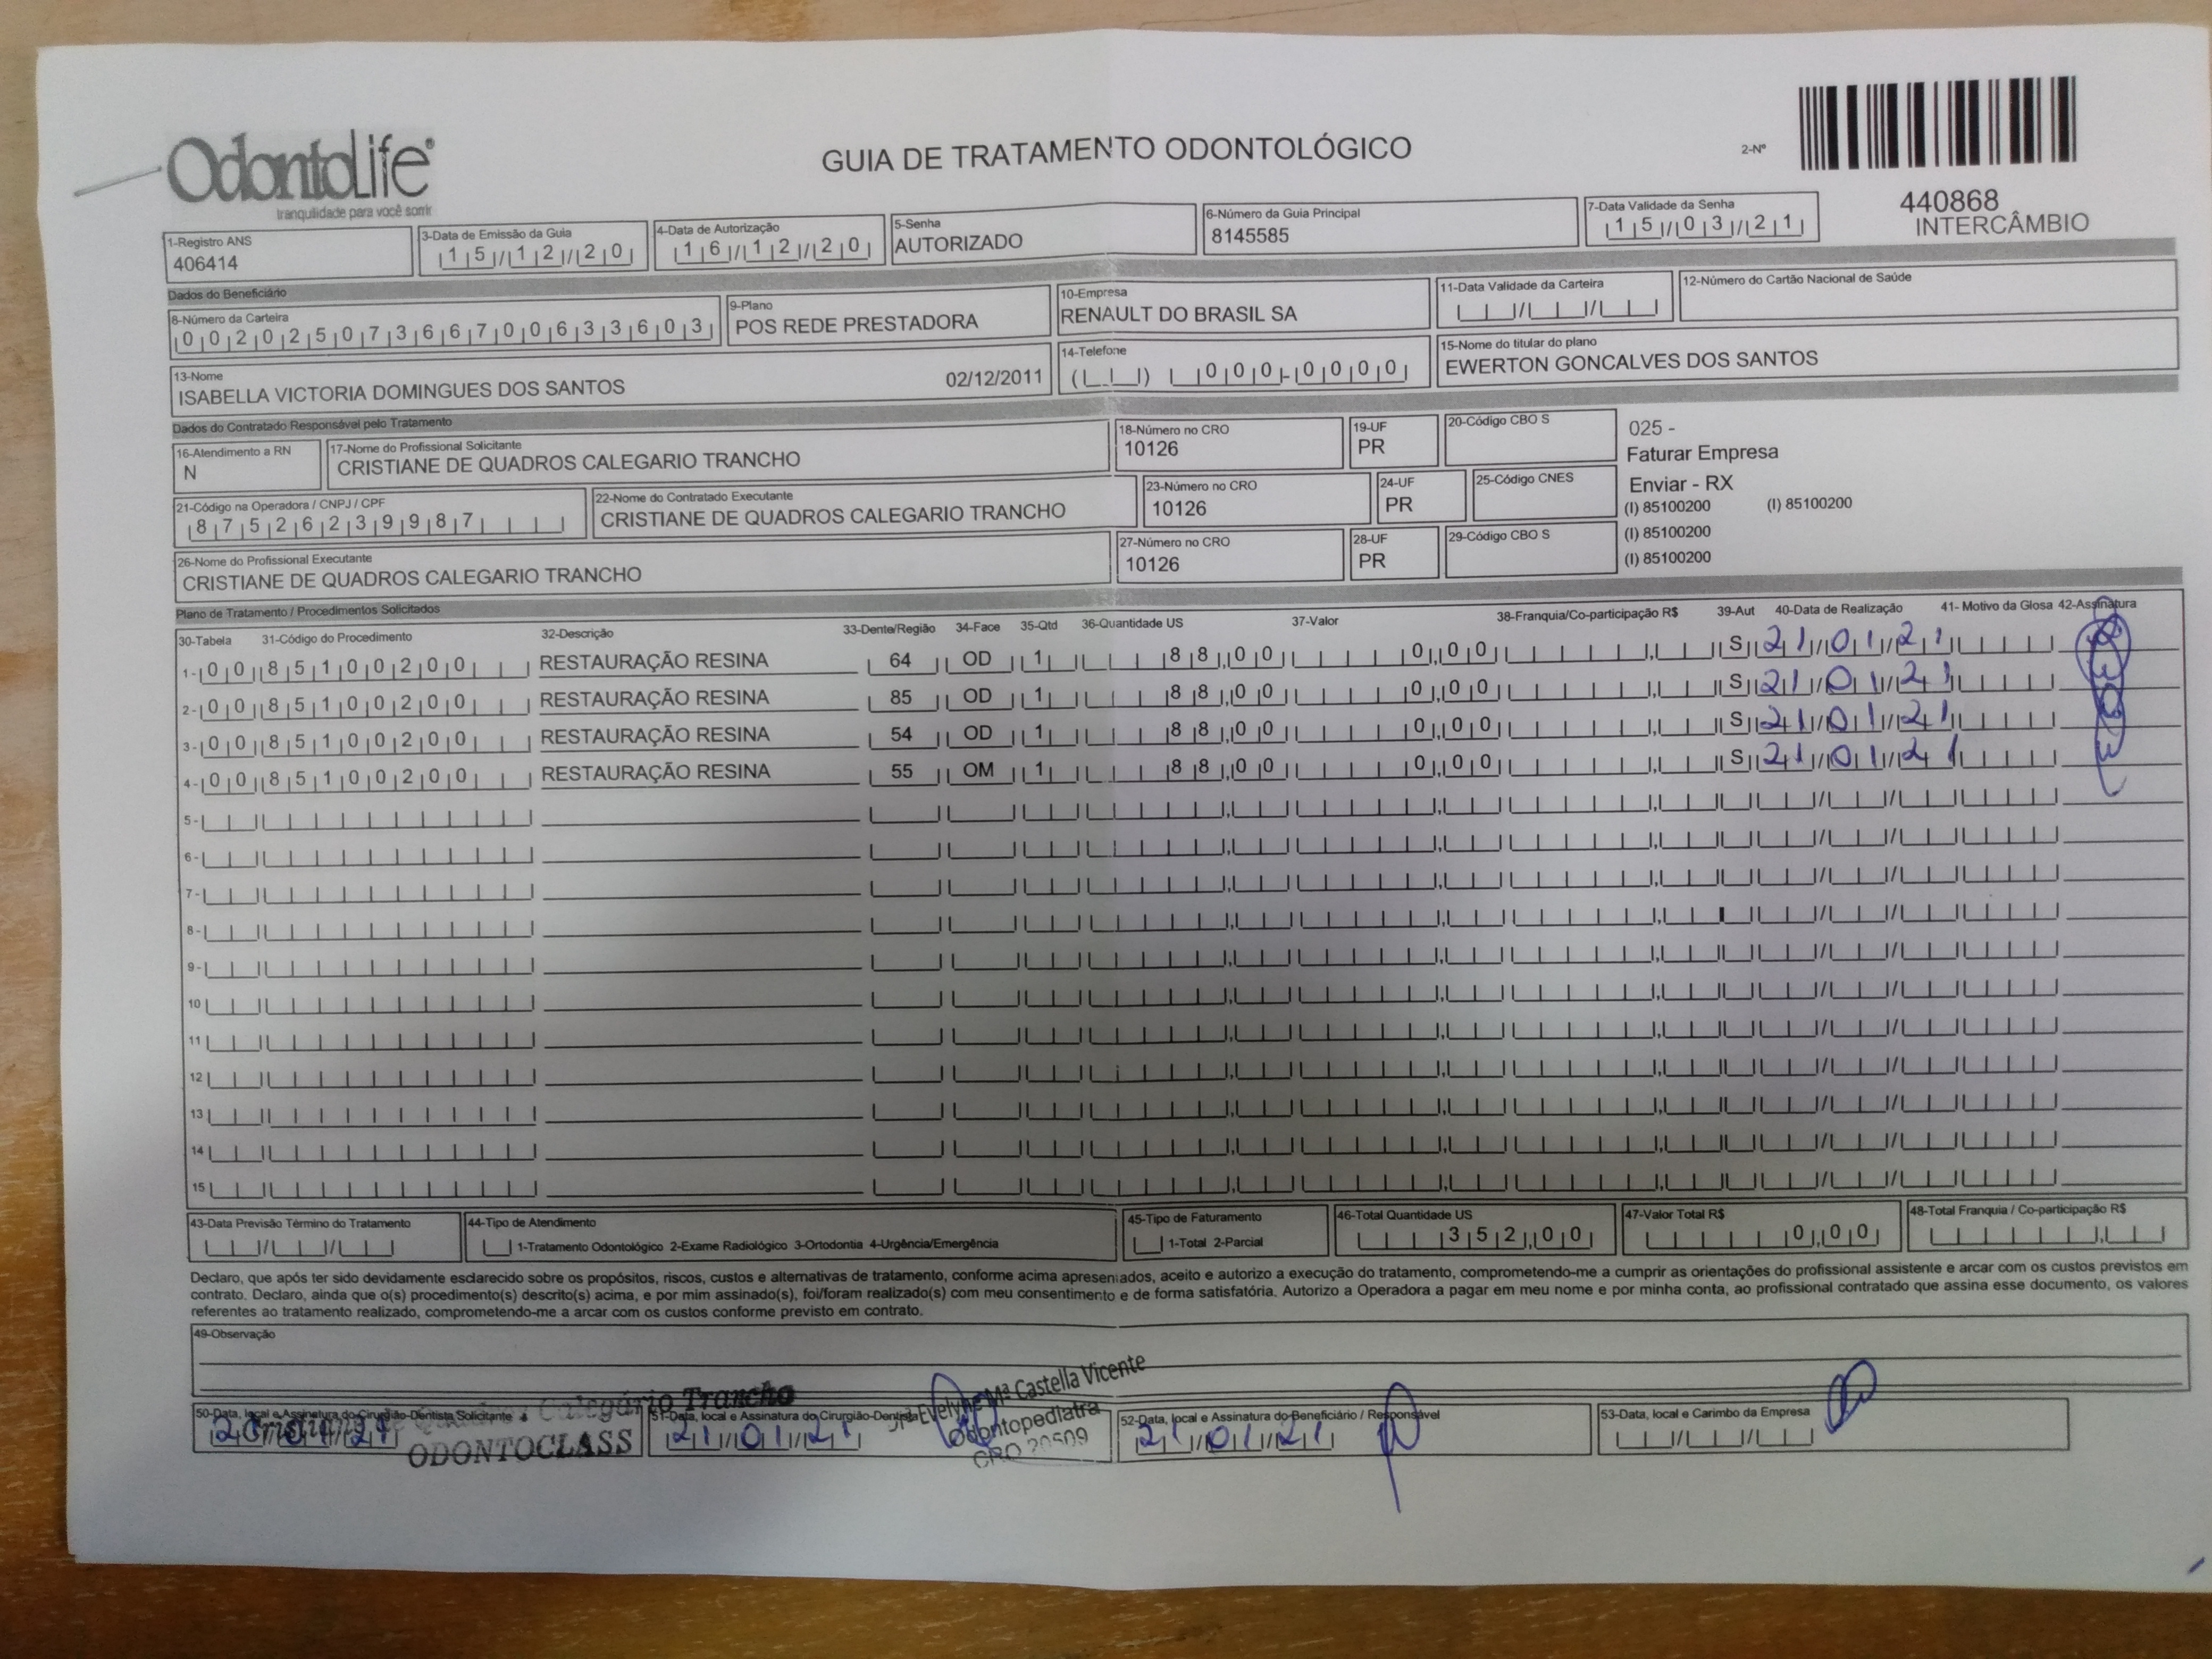 OdontoLife®
tranquilidade para você sorrir
GUIA DE TRATAMENTO ODONTOLÓGICO
2-Nº
440868
INTERCÂMBIO
1-Registro ANS
406414
3-Data de Emissão da Guia
15/12/20
4-Data de Autorização
16/12/20
5-Senha
AUTORIZADO
6-Número da Guia Principal
8145585
7-Data Validade da Senha
15/03/21
Dados do Beneficiário
8-Número da Carteira
00202507366700633603
9-Plano
POS REDE PRESTADORA
10-Empresa
RENAULT DO BRASIL SA
11-Data Validade da Carteira
12-Número do Cartão Nacional de Saúde
13-Nome
ISABELLA VICTORIA DOMINGUES DOS SANTOS 02/12/2011
14-Telefone
( ) 000-0000
15-Nome do titular do plano
EWERTON GONCALVES DOS SANTOS
Dados do Contratado Responsável pelo Tratamento
16-Atendimento a RN
N
17-Nome do Profissional Solicitante
CRISTIANE DE QUADROS CALEGARIO TRANCHO
18-Número no CRO
10126
19-UF
PR
20-Código CBO S
025 -
Faturar Empresa
Enviar - RX
(I) 85100200 (I) 85100200
(I) 85100200
(I) 85100200
21-Código na Operadora / CNPJ / CPF
87526239987
22-Nome do Contratado Executante
CRISTIANE DE QUADROS CALEGARIO TRANCHO
23-Número no CRO
10126
24-UF
PR
25-Código CNES
26-Nome do Profissional Executante
CRISTIANE DE QUADROS CALEGARIO TRANCHO
27-Número no CRO
10126
28-UF
PR
29-Código CBO S
Plano de Tratamento / Procedimentos Solicitados
30-Tabela 31-Código do Procedimento 32-Descrição 33-Dente/Região 34-Face 35-Qtd 36-Quantidade US 37-Valor 38-Franquia/Co-participação R$ 39-Aut 40-Data de Realização 41- Motivo da Glosa 42-Assinatura
1- 00 85100200 RESTAURAÇÃO RESINA 64 OD 1 88,00 0,00 S 21/01/21
2- 00 85100200 RESTAURAÇÃO RESINA 85 OD 1 88,00 0,00 S 21/01/21
3- 00 85100200 RESTAURAÇÃO RESINA 54 OD 1 88,00 0,00 S 21/01/21
4- 00 85100200 RESTAURAÇÃO RESINA 55 OM 1 88,00 0,00 S 21/01/21
5-
6-
7-
8-
9-
10
11
12
13
14
15
43-Data Previsão Término do Tratamento
44-Tipo de Atendimento
1-Tratamento Odontológico 2-Exame Radiológico 3-Ortodontia 4-Urgência/Emergência
45-Tipo de Faturamento
1-Total 2-Parcial
46-Total Quantidade US
352,00
47-Valor Total R$
0,00
48-Total Franquia / Co-participação R$
Declaro, que após ter sido devidamente esclarecido sobre os propósitos, riscos, custos e alternativas de tratamento, conforme acima apresentados, aceito e autorizo a execução do tratamento, comprometendo-me a cumprir as orientações do profissional assistente e arcar com os custos previstos em
contrato. Declaro, ainda que o(s) procedimento(s) descrito(s) acima, e por mim assinado(s), foi/foram realizado(s) com meu consentimento e de forma satisfatória. Autorizo a Operadora a pagar em meu nome e por minha conta, ao profissional contratado que assina esse documento, os valores
referentes ao tratamento realizado, comprometendo-me a arcar com os custos conforme previsto em contrato.
49-Observação
50-Data, local e Assinatura do Cirurgião-Dentista Solicitante
21/01/21
Calegário Trancho
ODONTOCLASS
51-Data, local e Assinatura do Cirurgião-Dentista
21/01/21
Evelyne Mª Castella Vicente
Odontopediatra
CRO 20509
52-Data, local e Assinatura do Beneficiário / Responsável
21/01/21
53-Data, local e Carimbo da Empresa